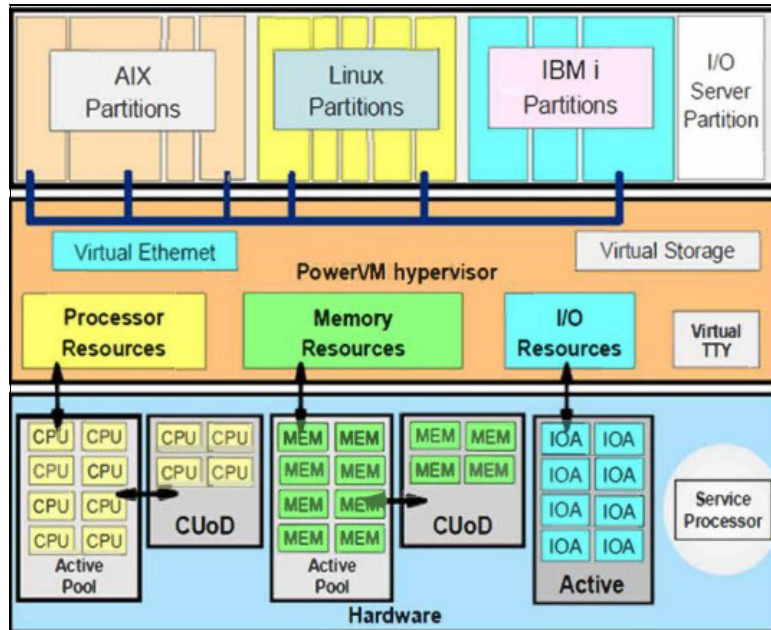 AIX
Partitions
Linux
Partitions
IBM i
Partitions
I/O
Server
Partition
Virtual Ethernet
Virtual Storage
PowerVM hypervisor
Processor
Resources
Memory
Resources
I/O
Resources
Virtual
TTY
CPU CPU
CPU CPU
CPU CPU
CPU CPU
Active
Pool
CPU CPU
CPU CPU
CUoD
MEM MEM
MEM MEM
MEM MEM
MEM MEM
Active
Pool
MEM MEM
MEM MEM
CUoD
IOA IOA
IOA IOA
IOA IOA
IOA IOA
Active
Service
Processor
Hardware